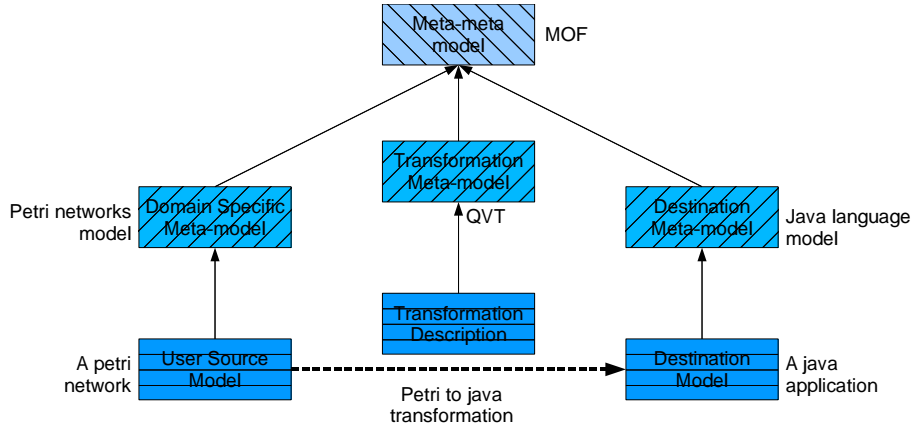 Meta-meta
model
MOF
Transformation
Meta-model
QVT
Petri networks
model
Domain Specific
Meta-model
Destination
Meta-model
Java language
model
Transformation
Description
A petri
network
User Source
Model
Destination
Model
A java
application
Petri to java
transformation